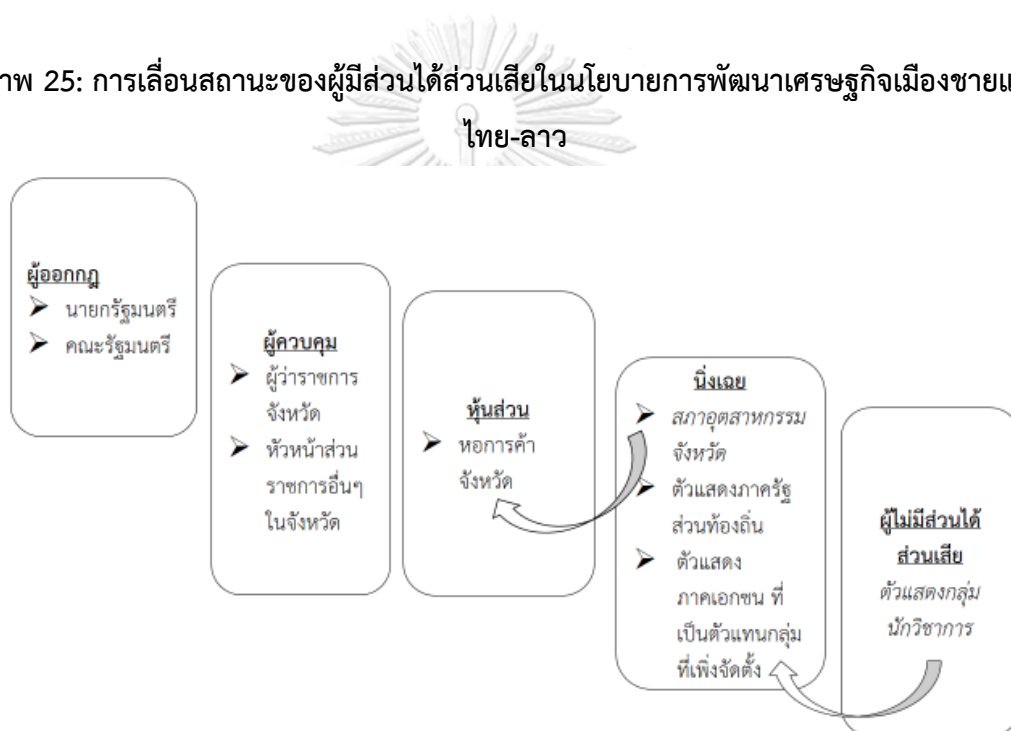 าพ 25: การเลื่อนสถานะของผู้มีส่วนได้ส่วนเสียในนโยบายการพัฒนาเศรษฐกิจเมืองชายแ
ไทย-ลาว
ผู้ออกกฎ
➢ นายกรัฐมนตรี
➢ คณะรัฐมนตรี
ผู้ควบคุม
➢ ผู้ว่าราชการ
จังหวัด
➢ หัวหน้าส่วน
ราชการอื่นๆ
ในจังหวัด
หุ้นส่วน
➢ หอการค้า
จังหวัด
นิ่งเฉย
➢ สภาอุตสาหกรรม
จังหวัด
➢ ตัวแสดงภาครัฐ
ส่วนท้องถิ่น
➢ ตัวแสดง
ภาคเอกชน ที่
เป็นตัวแทนกลุ่ม
ที่เพิ่งจัดตั้ง
ผู้ไม่มีส่วนได้
ส่วนเสีย
ตัวแสดงกลุ่ม
นักวิชาการ